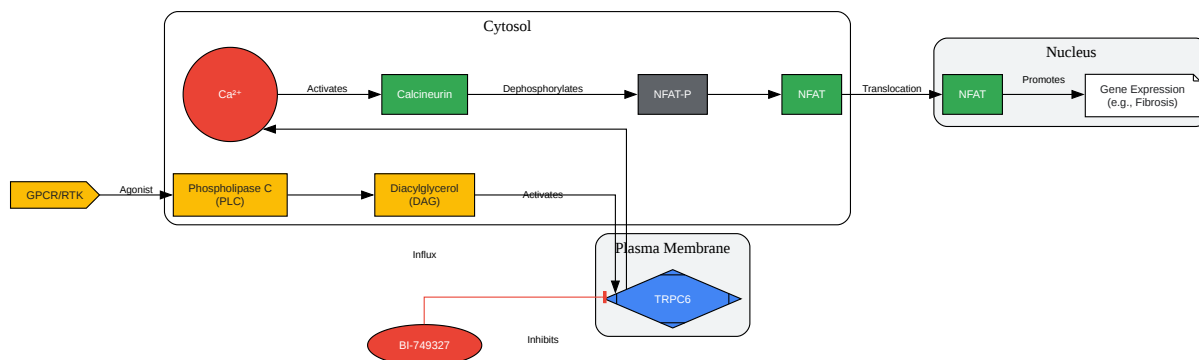 Cytosol
Nucleus
Ca²⁺
Activates
Calcineurin
Dephosphorylates
NFAT-P
NFAT
Translocation
NFAT
Promotes
Gene Expression
(e.g., Fibrosis)
GPCR/RTK
Agonist
Phospholipase C
(PLC)
Diacylglycerol
(DAG)
Activates
Plasma Membrane
Influx
TRPC6
BI-749327
Inhibits